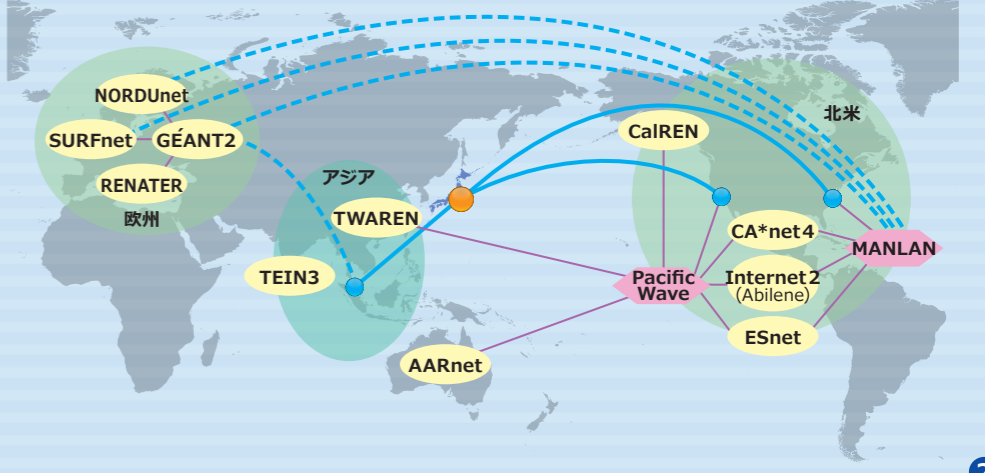 NORDUnet
SURFnet
GÉANT2
RENATER
欧州
アジア
TWAREN
TEIN3
AARnet
北米
CalREN
CA*net4
MANLAN
Pacific
Wave
Internet2
(Abilene)
ESnet